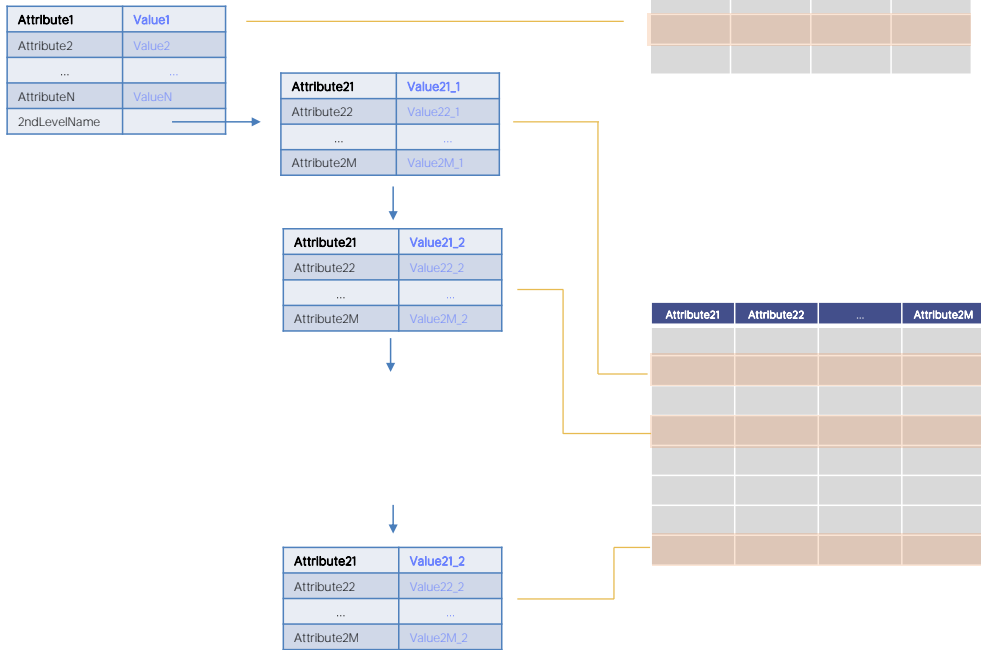 Attribute1 Value1
Attribute2 Value2
... ...
AttributeN ValueN
2ndLevelName
Attribute21 Value21_1
Attribute22 Value22_1
... ...
Attribute2M Value2M_1
Attribute21 Value21_2
Attribute22 Value22_2
... ...
Attribute2M Value2M_2
Attribute21 Attribute22 ... Attribute2M
Attribute21 Value21_2
Attribute22 Value22_2
... ...
Attribute2M Value2M_2